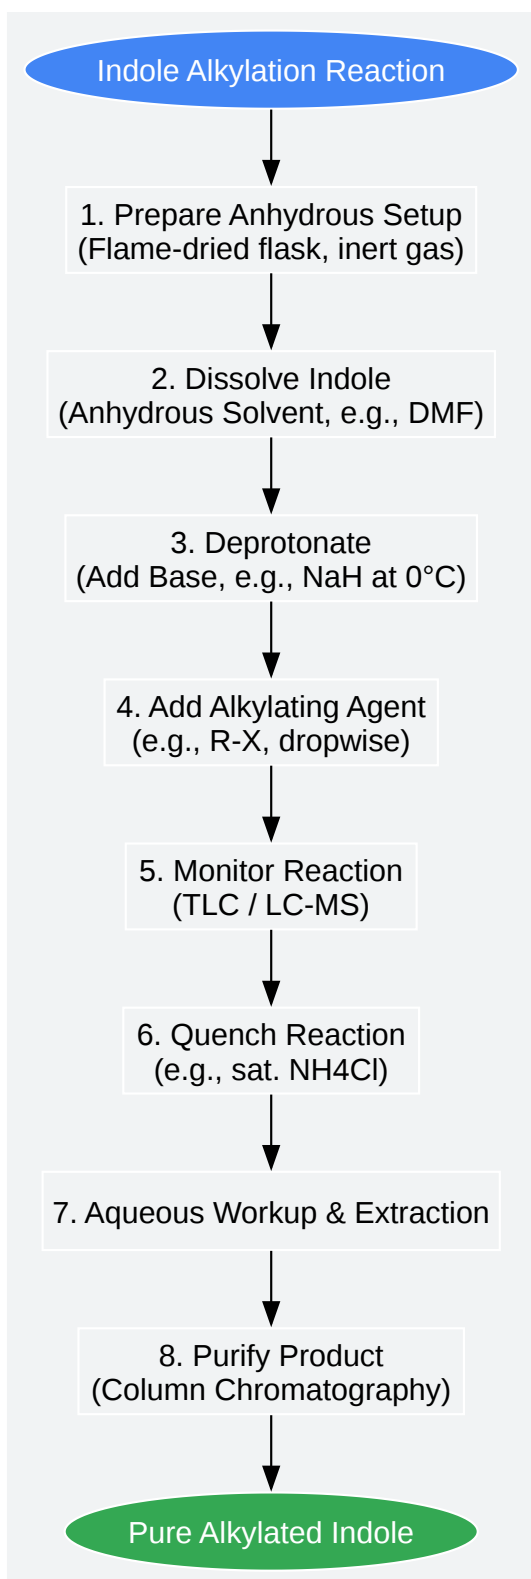 Indole Alkylation Reaction
1. Prepare Anhydrous Setup
(Flame-dried flask, inert gas)
2. Dissolve Indole
(Anhydrous Solvent, e.g., DMF)
3. Deprotonate
(Add Base, e.g., NaH at 0°C)
4. Add Alkylating Agent
(e.g., R-X, dropwise)
5. Monitor Reaction
(TLC / LC-MS)
6. Quench Reaction
(e.g., sat. NH4Cl)
7. Aqueous Workup & Extraction
8. Purify Product
(Column Chromatography)
Pure Alkylated Indole